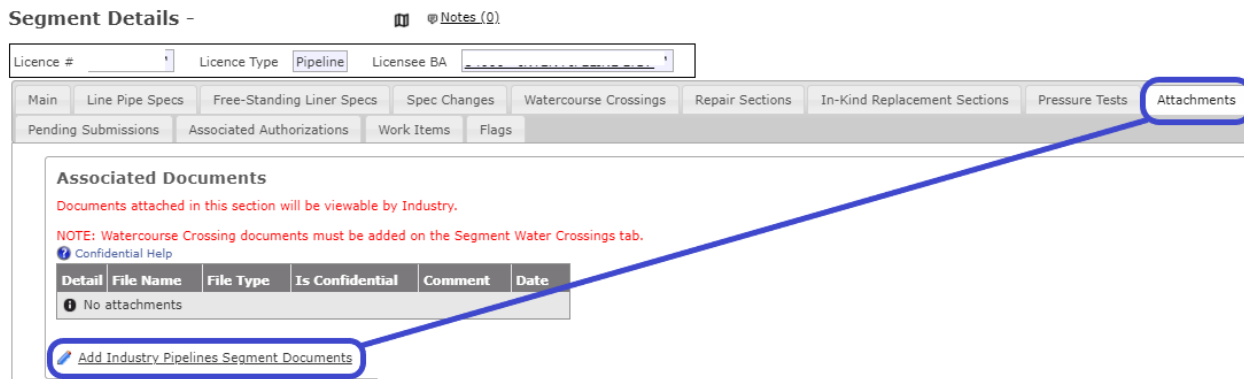 Segment Details -
Notes (0)
Licence # Licence Type Pipeline Licensee BA
Main Line Pipe Specs Free-Standing Liner Specs Spec Changes Watercourse Crossings Repair Sections In-Kind Replacement Sections Pressure Tests Attachments
Pending Submissions Associated Authorizations Work Items Flags
Associated Documents
Documents attached in this section will be viewable by Industry.
NOTE: Watercourse Crossing documents must be added on the Segment Water Crossings tab.
Confidential Help
Detail File Name File Type Is Confidential Comment Date
No attachments
Add Industry Pipelines Segment Documents